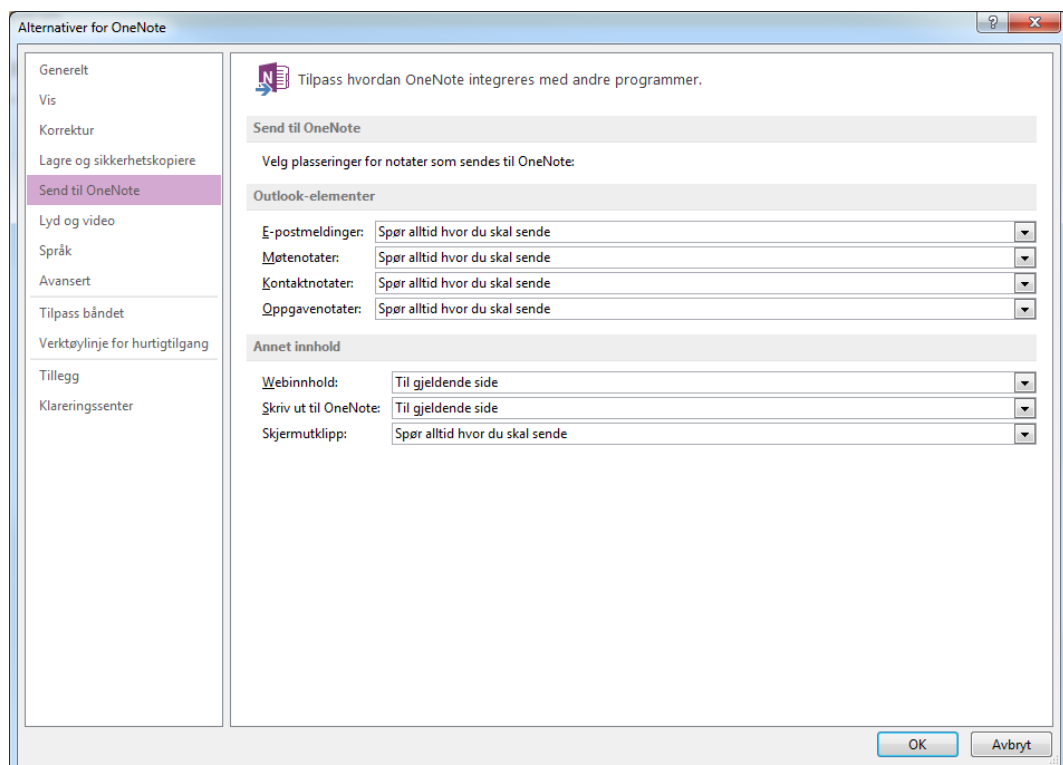 Alternativer for OneNote
Generelt
Vis
Korrektur
Lagre og sikkerhetskopiere
Send til OneNote
Lyd og video
Språk
Avansert
Tilpass båndet
Verktøylinje for hurtigtilgang
Tillegg
Klareringssenter
Tilpass hvordan OneNote integreres med andre programmer.
Send til OneNote
Velg plasseringer for notater som sendes til OneNote:
Outlook-elementer
E-postmeldinger: Spør alltid hvor du skal sende
Møtenotater: Spør alltid hvor du skal sende
Kontaktnotater: Spør alltid hvor du skal sende
Oppgavenotater: Spør alltid hvor du skal sende
Annet innhold
Webinnhold: Til gjeldende side
Skriv ut til OneNote: Til gjeldende side
Skjermutklipp: Spør alltid hvor du skal sende
OK Avbryt